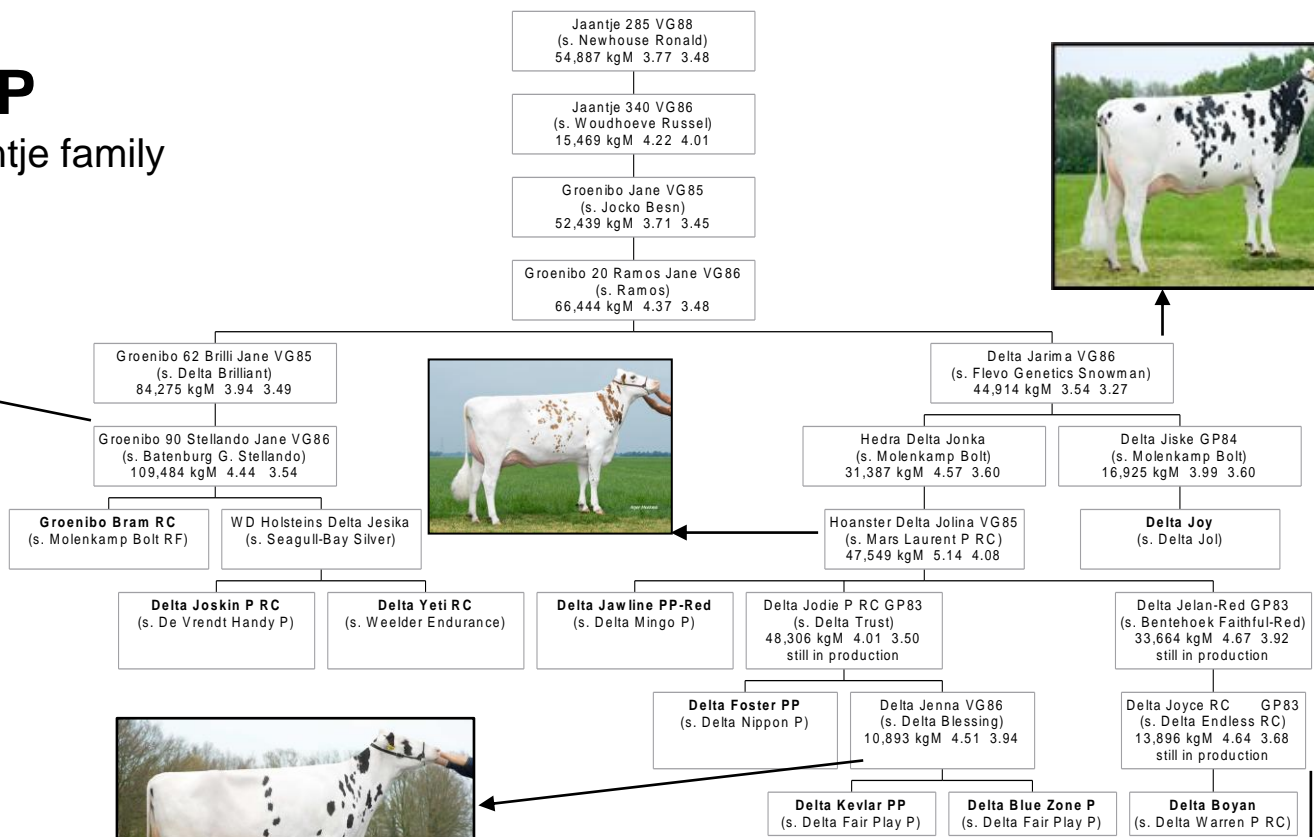 P
ntje family
Jaantje 285 VG88
(s. Newhouse Ronald)
54,887 kgM 3.77 3.48
Jaantje 340 VG86
(s. Woudhoeve Russel)
15,469 kgM 4.22 4.01
Groenibo Jane VG85
(s. Jocko Besn)
52,439 kgM 3.71 3.45
Groenibo 20 Ramos Jane VG86
(s. Ramos)
66,444 kgM 4.37 3.48
Groenibo 62 Brilli Jane VG85
(s. Delta Brilliant)
84,275 kgM 3.94 3.49
Delta Jarima VG86
(s. Flevo Genetics Snowman)
44,914 kgM 3.54 3.27
Groenibo 90 Stellando Jane VG86
(s. Batenburg G. Stellando)
109,484 kgM 4.44 3.54
Hedra Delta Jonka
(s. Molenkamp Bolt)
31,387 kgM 4.57 3.60
Delta Jiske GP84
(s. Molenkamp Bolt)
16,925 kgM 3.99 3.60
Groenibo Bram RC
(s. Molenkamp Bolt RF)
WD Holsteins Delta Jesika
(s. Seagull-Bay Silver)
Hoanster Delta Jolina VG85
(s. Mars Laurent P RC)
47,549 kgM 5.14 4.08
Delta Joy
(s. Delta Jol)
Delta Joskin P RC
(s. De Vrendt Handy P)
Delta Yeti RC
(s. Weelder Endurance)
Delta Jawline PP-Red
(s. Delta Mingo P)
Delta Jodie P RC GP83
(s. Delta Trust)
48,306 kgM 4.01 3.50
still in production
Delta Jelan-Red GP83
(s. Bentehoek Faithful-Red)
33,664 kgM 4.67 3.92
still in production
Delta Foster PP
(s. Delta Nippon P)
Delta Jenna VG86
(s. Delta Blessing)
10,893 kgM 4.51 3.94
Delta Joyce RC GP83
(s. Delta Endless RC)
13,896 kgM 4.64 3.68
still in production
Delta Kevlar PP
(s. Delta Fair Play P)
Delta Blue Zone P
(s. Delta Fair Play P)
Delta Boyan
(s. Delta Warren P RC)